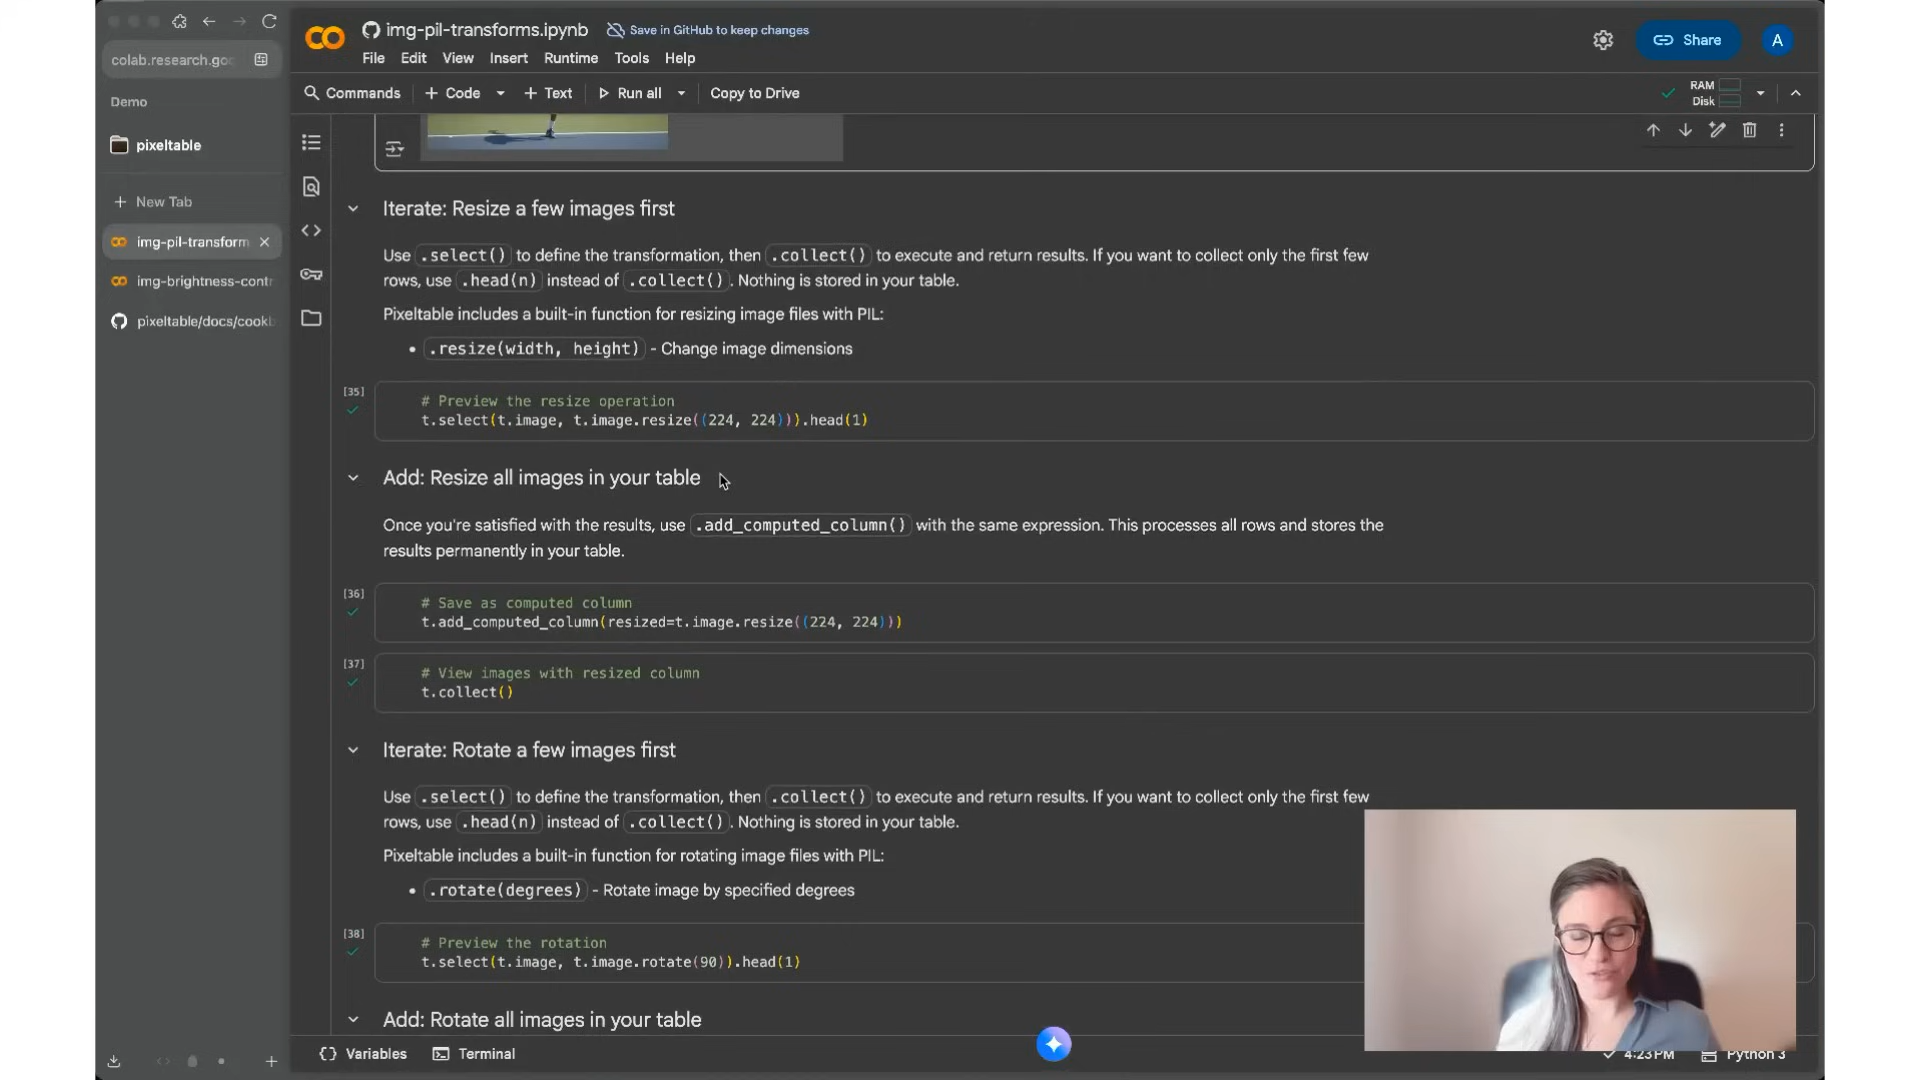 img-pil-transforms.ipynb
Save in GitHub to keep changes
Share
A
File Edit View Insert Runtime Tools Help
colab.research.goo
Demo
pixeltable
New Tab
img-pil-transform
img-brightness-contr
pixeltable/docs/cookb
Commands
+ Code
+ Text
Run all
Copy to Drive
RAM
Disk
Iterate: Resize a few images first
Use .select() to define the transformation, then .collect() to execute and return results. If you want to collect only the first few
rows, use .head(n) instead of .collect(). Nothing is stored in your table.
Pixeltable includes a built-in function for resizing image files with PIL:
• .resize(width, height) - Change image dimensions
[35]
# Preview the resize operation
t.select(t.image, t.image.resize((224, 224))).head(1)
Add: Resize all images in your table
Once you're satisfied with the results, use .add_computed_column() with the same expression. This processes all rows and stores the
results permanently in your table.
[36]
# Save as computed column
t.add_computed_column(resized=t.image.resize((224, 224)))
[37]
# View images with resized column
t.collect()
Iterate: Rotate a few images first
Use .select() to define the transformation, then .collect() to execute and return results. If you want to collect only the first few
rows, use .head(n) instead of .collect(). Nothing is stored in your table.
Pixeltable includes a built-in function for rotating image files with PIL:
• .rotate(degrees) - Rotate image by specified degrees
[38]
# Preview the rotation
t.select(t.image, t.image.rotate(90)).head(1)
Add: Rotate all images in your table
Variables
Terminal
4:23 PM
Python 3